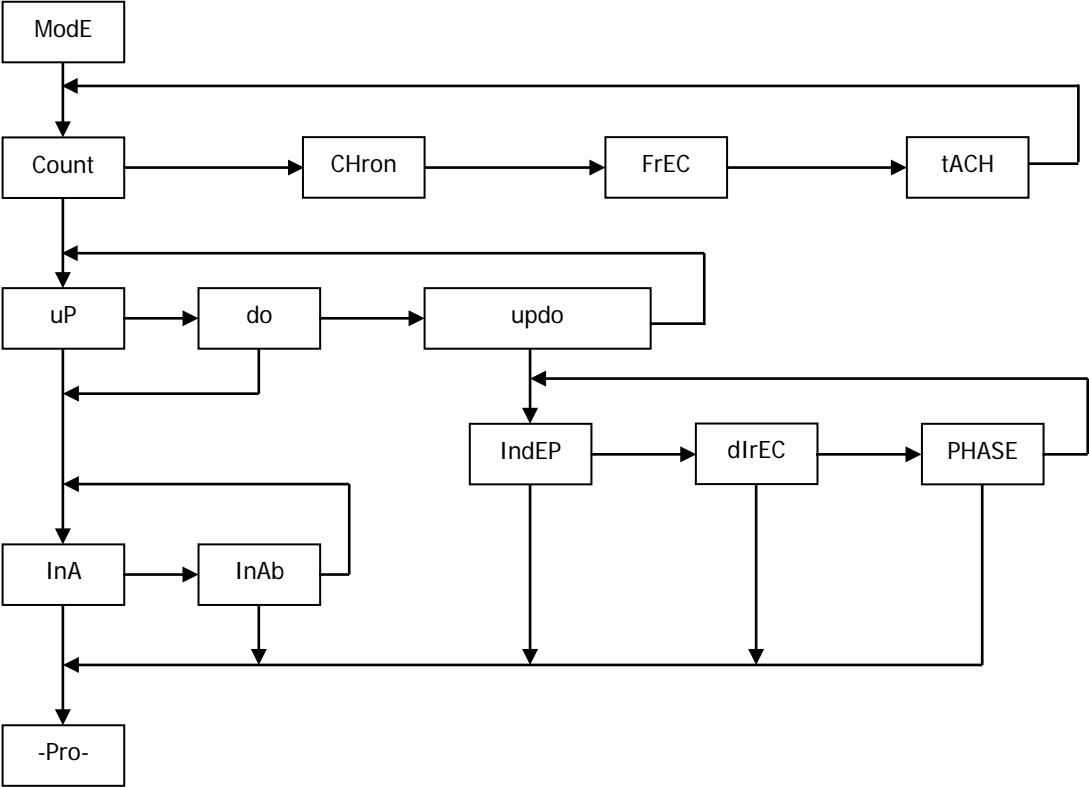 ModE
Count
CHron
FrEC
tACH
uP
do
updo
IndEP
dIrEC
PHASE
InA
InAb
-Pro-